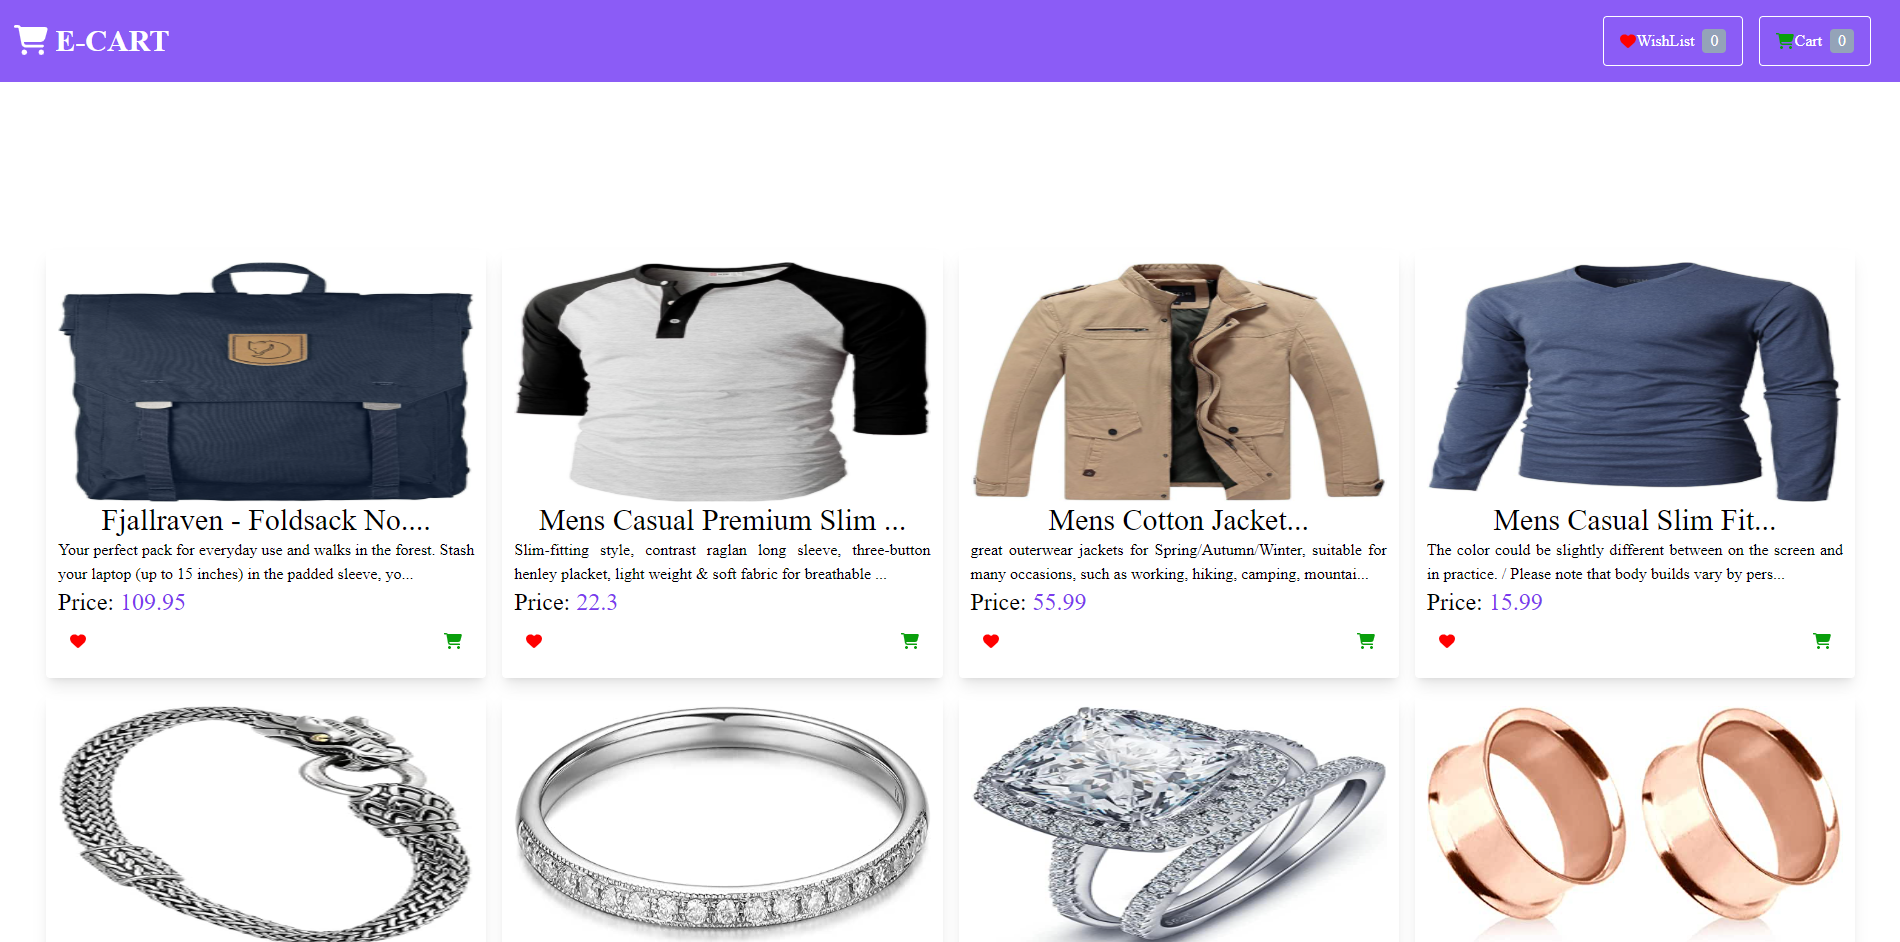 E-CART
WishList 0
Cart 0
Fjallraven - Foldsack No....
Your perfect pack for everyday use and walks in the forest. Stash
your laptop (up to 15 inches) in the padded sleeve, yo...
Price: 109.95
Mens Casual Premium Slim ...
Slim-fitting style, contrast raglan long sleeve, three-button
henley placket, light weight & soft fabric for breathable ...
Price: 22.3
Mens Cotton Jacket...
great outerwear jackets for Spring/Autumn/Winter, suitable for
many occasions, such as working, hiking, camping, mountai...
Price: 55.99
Mens Casual Slim Fit...
The color could be slightly different between on the screen and
in practice. / Please note that body builds vary by pers...
Price: 15.99